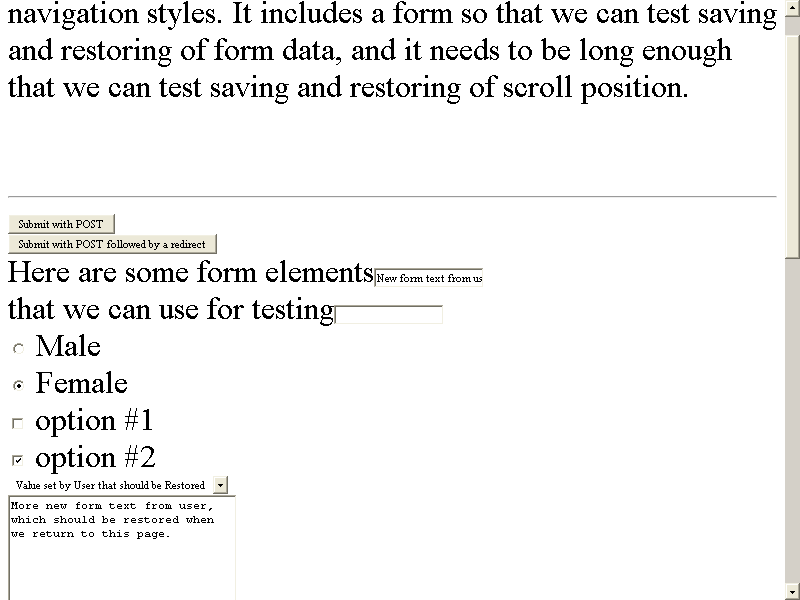 navigation styles. It includes a form so that we can test saving
and restoring of form data, and it needs to be long enough
that we can test saving and restoring of scroll position.
Submit with POST
Submit with POST followed by a redirect
Here are some form elements New form text from us
that we can use for testing
Male
Female
option #1
option #2
Value set by User that should be Restored
More new form text from user,
which should be restored when
we return to this page.